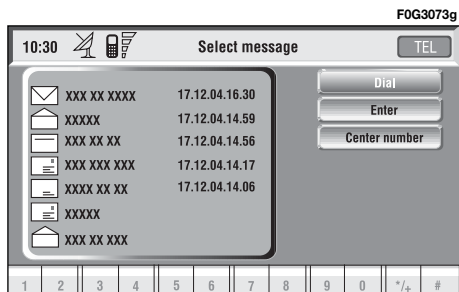 F0G3073g
10:30 Select message TEL
XXX XX XXXX 17.12.04.16.30
XXXXX 17.12.04.14.59
XXX XX XX 17.12.04.14.56
XXX XXX XXX 17.12.04.14.17
XXXX XX XX 17.12.04.14.06
XXXXX
XXX XX XXX
Dial
Enter
Center number
1 2 3 4 5 6 7 8 9 0 */+ #